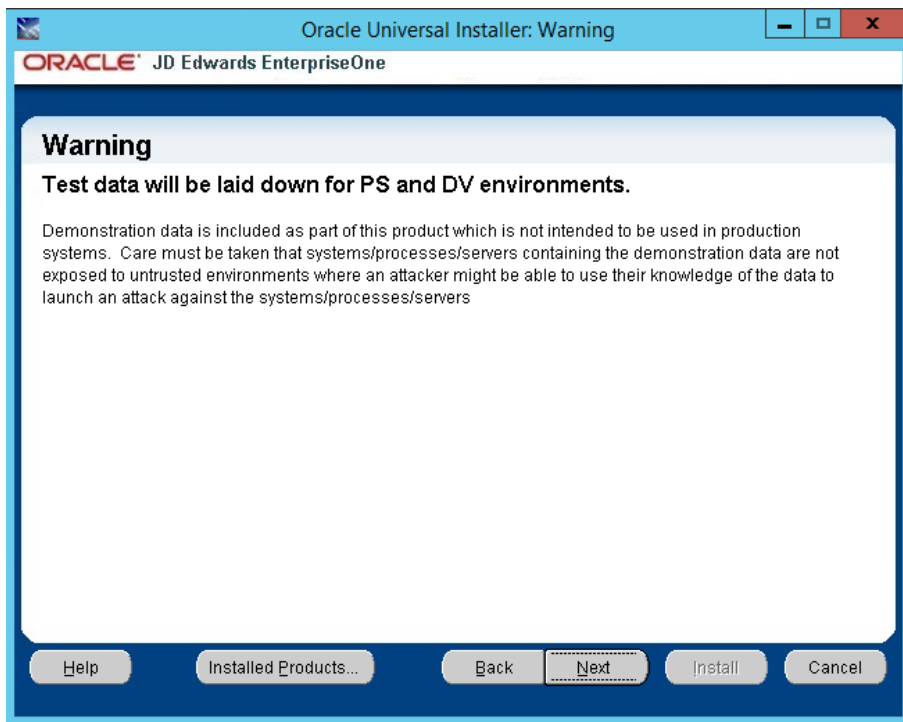 Oracle Universal Installer: Warning
ORACLE JD Edwards EnterpriseOne
Warning
Test data will be laid down for PS and DV environments.
Demonstration data is included as part of this product which is not intended to be used in production
systems. Care must be taken that systems/processes/servers containing the demonstration data are not
exposed to untrusted environments where an attacker might be able to use their knowledge of the data to
launch an attack against the systems/processes/servers
Help Installed Products... Back Next Install Cancel